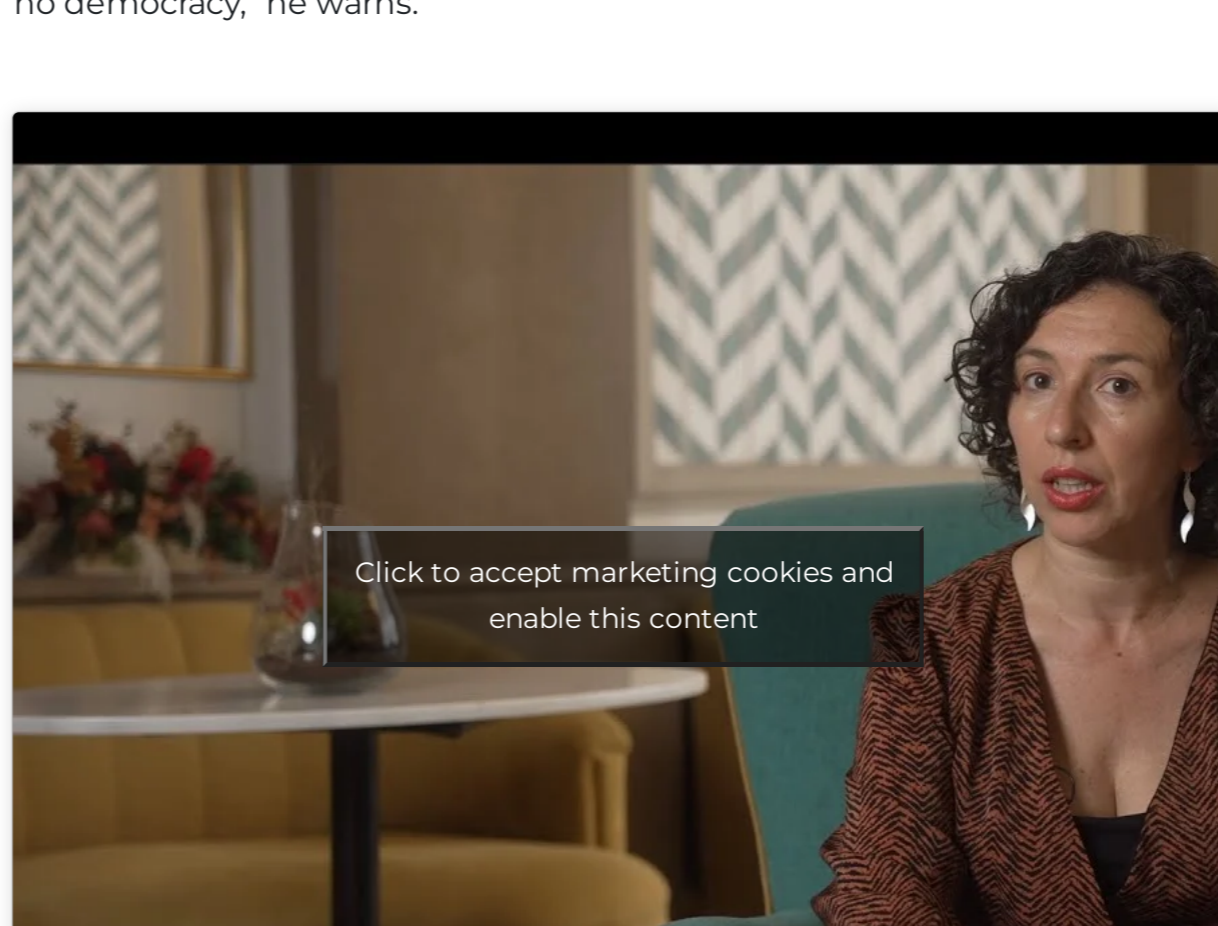 no democracy," he warns.
Click to accept marketing cookies and
enable this content